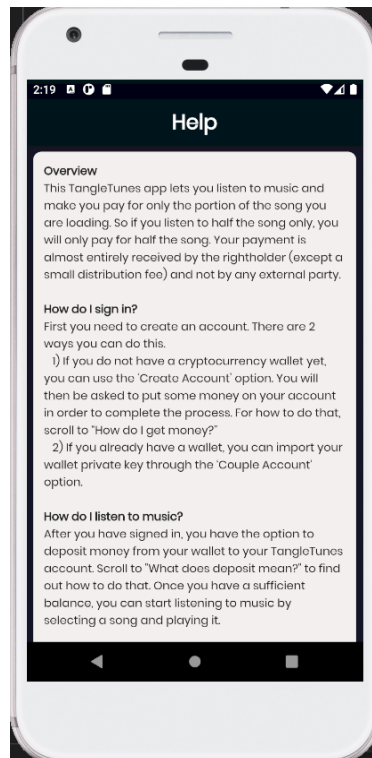 2:19
Help
Overview
This TangleTunes app lets you listen to music and
make you pay for only the portion of the song you
are loading. So if you listen to half the song only, you
will only pay for half the song. Your payment is
almost entirely received by the rightholder (except a
small distribution fee) and not by any external party.
How do I sign in?
First you need to create an account. There are 2
ways you can do this.
1) If you do not have a cryptocurrency wallet yet,
you can use the 'Create Account' option. You will
then be asked to put some money on your account
in order to complete the process. For how to do that,
scroll to "How do I get money?"
2) If you already have a wallet, you can import your
wallet private key through the 'Couple Account'
option.
How do I listen to music?
After you have signed in, you have the option to
deposit money from your wallet to your TangleTunes
account. Scroll to "What does deposit mean?" to find
out how to do that. Once you have a sufficient
balance, you can start listening to music by
selecting a song and playing it.